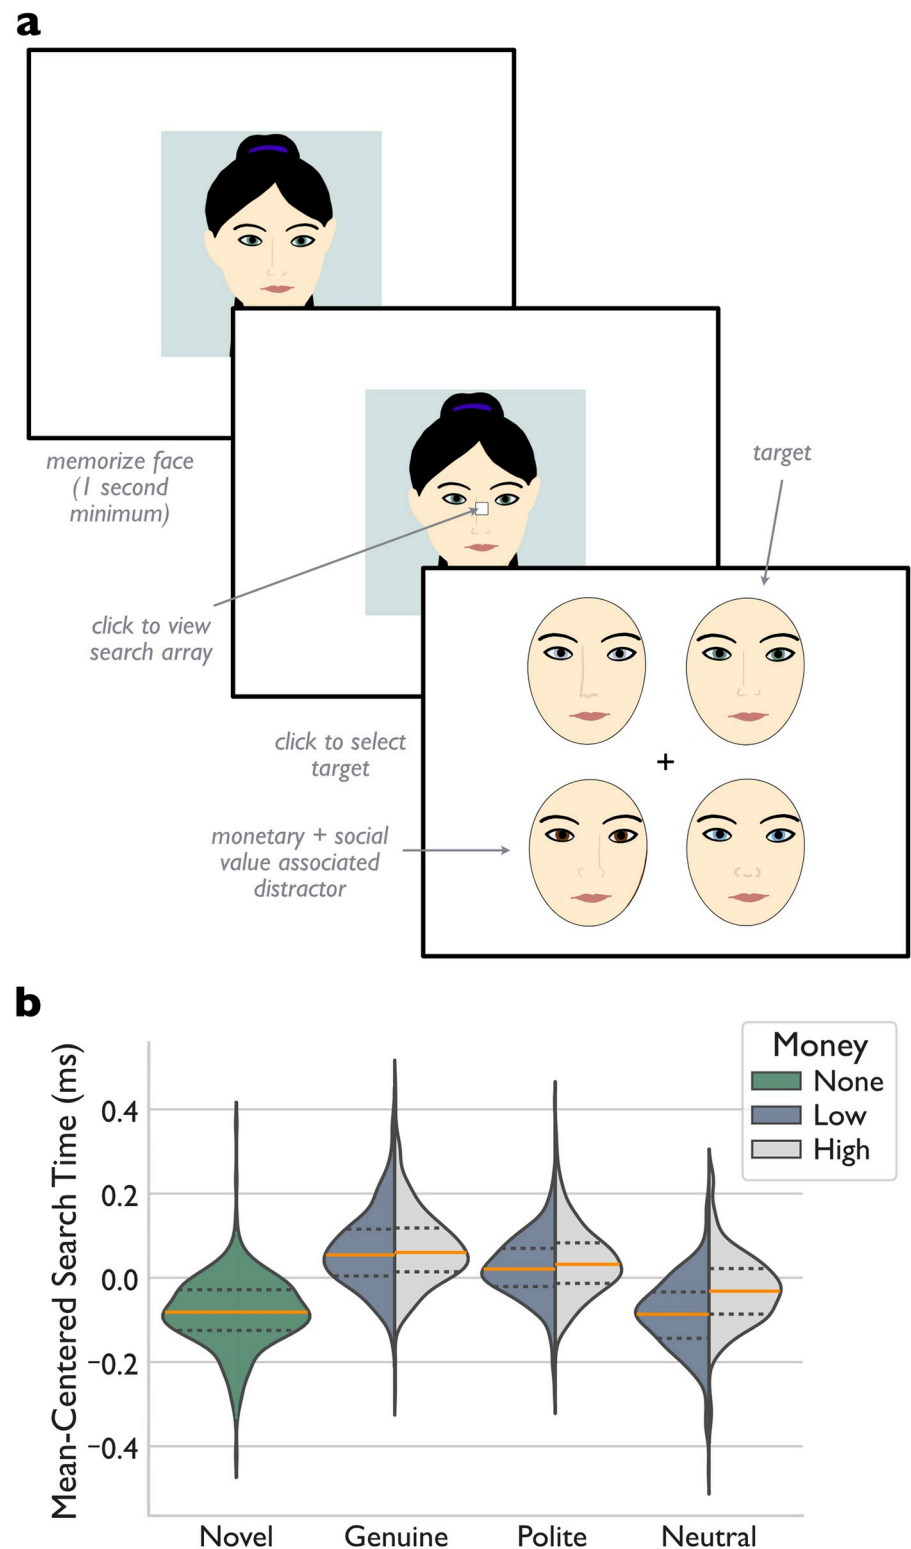 a
memorize face
(1 second
minimum)
target
click to view
search array
click to select
target
+
monetary + social
value associated
distractor
b
Mean-Centered Search Time (ms)
0.4
0.2
0.0
−0.2
−0.4
Money
None
Low
High
Novel
Genuine
Polite
Neutral